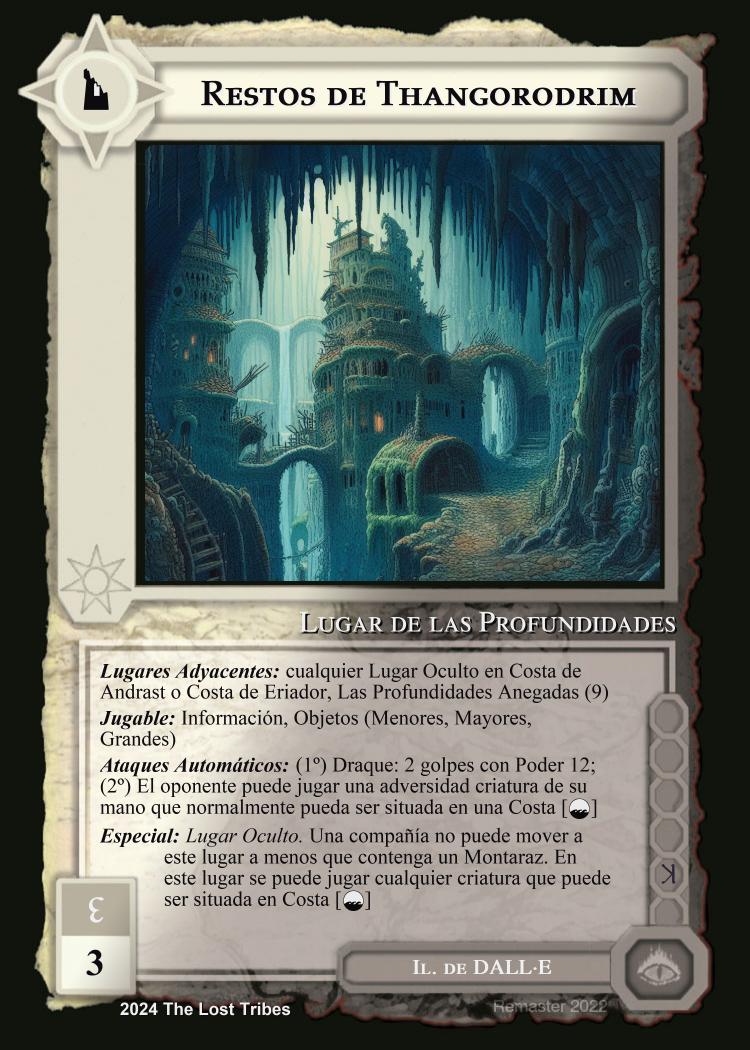 Restos de Thangorodrim
Lugar de las Profundidades
Lugares Adyacentes: cualquier Lugar Oculto en Costa de
Andrast o Costa de Eriador, Las Profundidades Anegadas (9)
Jugable: Información, Objetos (Menores, Mayores,
Grandes)
Ataques Automáticos: (1º) Draque: 2 golpes con Poder 12;
(2º) El oponente puede jugar una adversidad criatura de su
mano que normalmente pueda ser situada en una Costa []
Especial: Lugar Oculto. Una compañía no puede mover a
este lugar a menos que contenga un Montaraz. En
este lugar se puede jugar cualquier criatura que puede
ser situada en Costa []
3
Il. de DALL·E
2024 The Lost Tribes
Remaster 2022